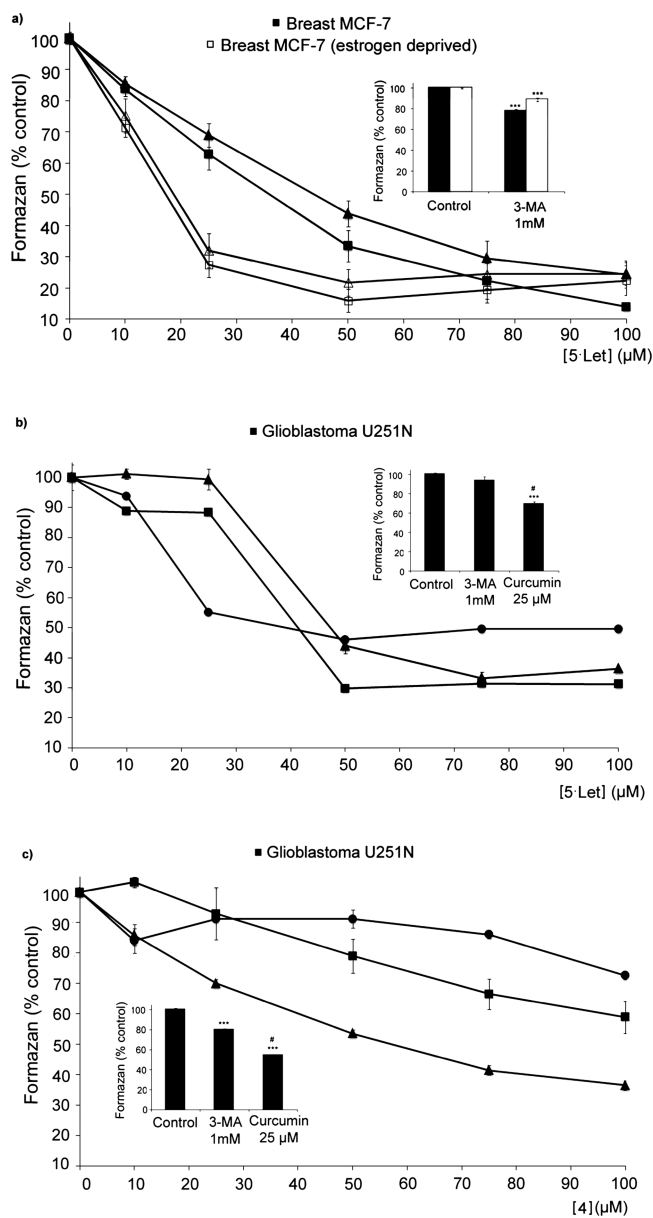 a)
■ Breast MCF-7
□ Breast MCF-7 (estrogen deprived)
Formazan (% control)
100
90
80
70
60
50
40
30
20
10
0 10 20 30 40 50 60 70 80 90 100
[5·Let] (µM)
Formazan (% control)
100
80
60
40
20
0
***
***
Control
3-MA
1mM
b)
■ Glioblastoma U251N
Formazan (% control)
100
90
80
70
60
50
40
30
20
10
0 10 20 30 40 50 60 70 80 90 100
[5·Let] (µM)
Formazan (% control)
100
80
60
40
20
0
#
***
Control 3-MA Curcumin
1mM 25 µM
c)
■ Glioblastoma U251N
Formazan (% control)
100
90
80
70
60
50
40
30
20
10
0 10 20 30 40 50 60 70 80 90 100
[4](µM)
Formazan (% control)
100
80
60
40
20
0
***
#
***
Control 3-MA Curcumin
1mM 25 µM